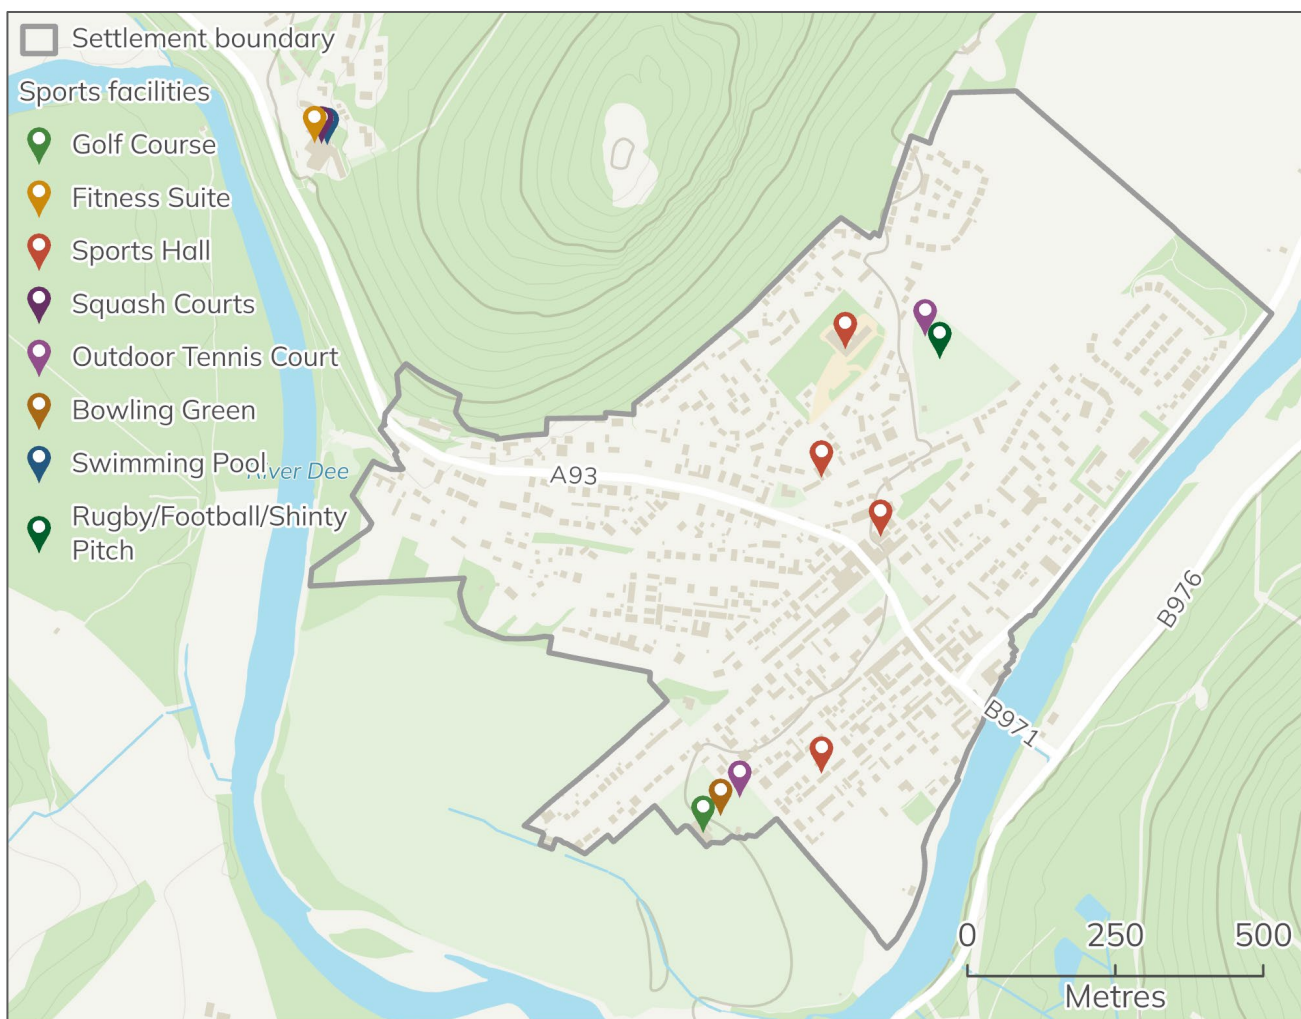 Settlement boundary
Sports facilities
Golf Course
Fitness Suite
Sports Hall
Squash Courts
Outdoor Tennis Court
Bowling Green
Swimming Pool
River Dee
Rugby/Football/Shinty
Pitch
A93
B976
B971
0 250 500
Metres